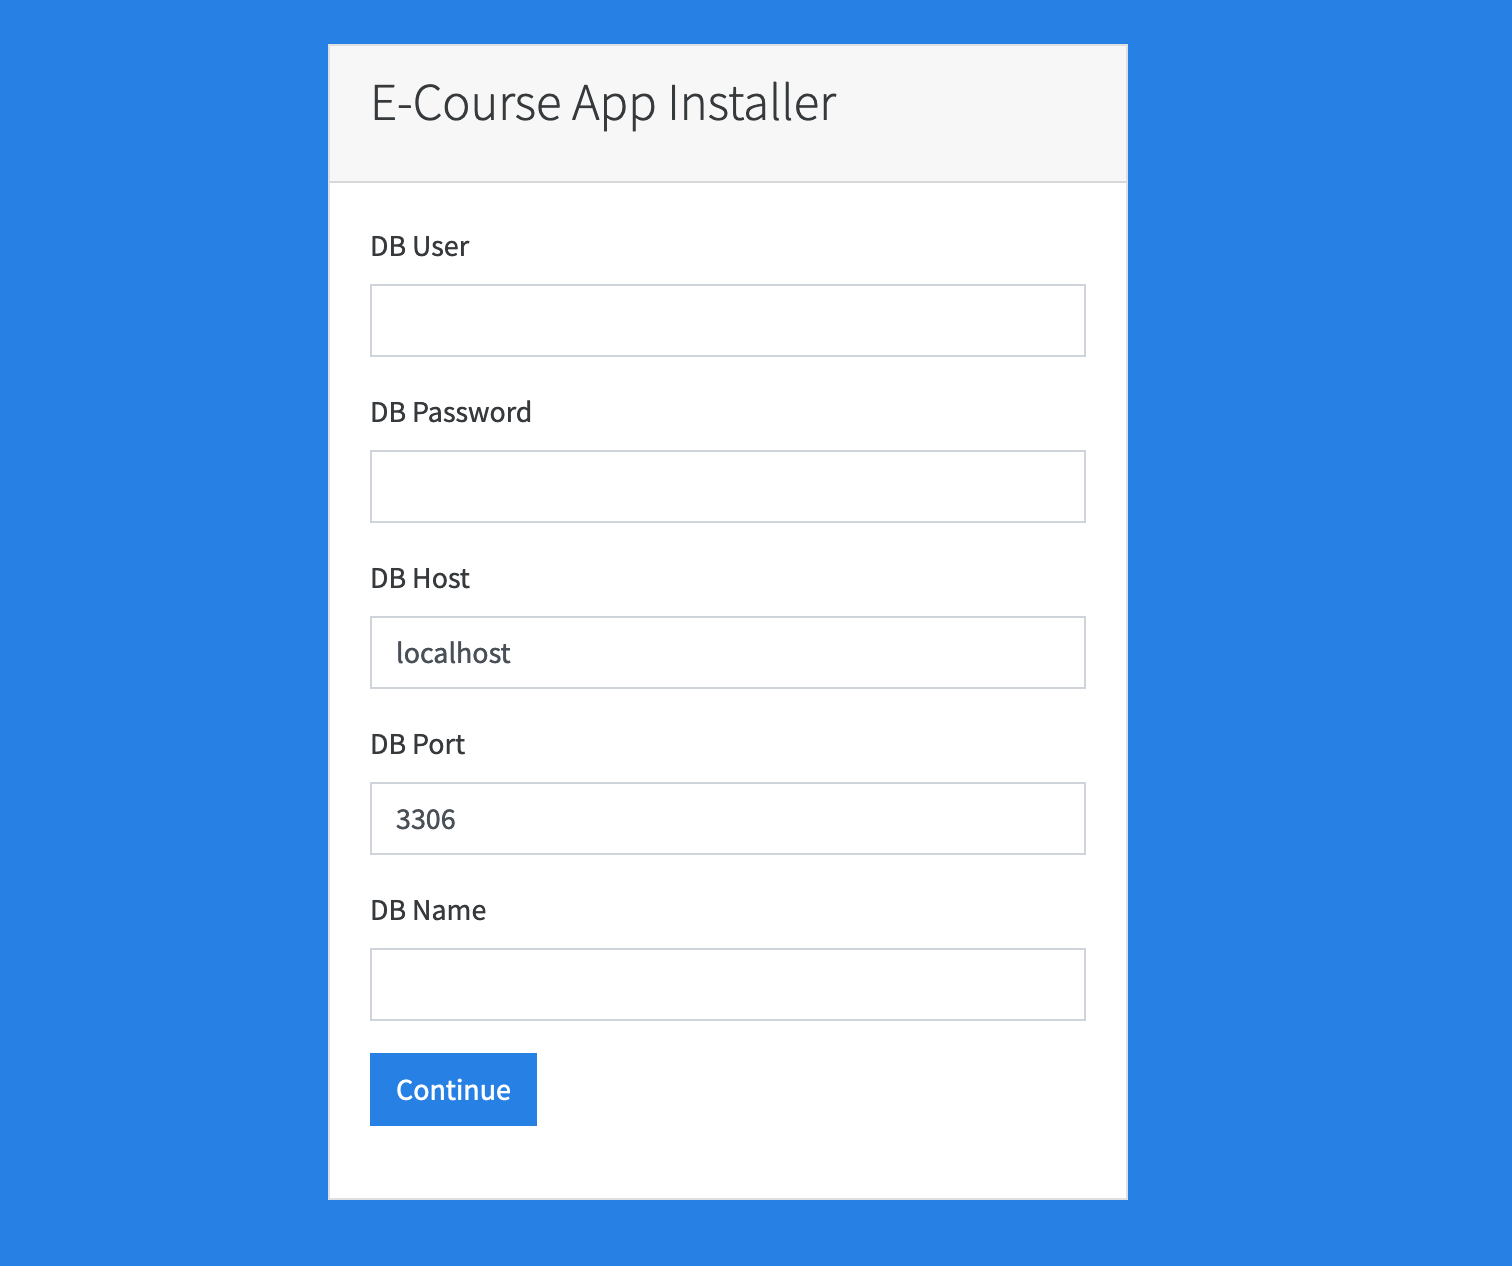 E-Course App Installer
DB User
DB Password
DB Host
localhost
DB Port
3306
DB Name
Continue